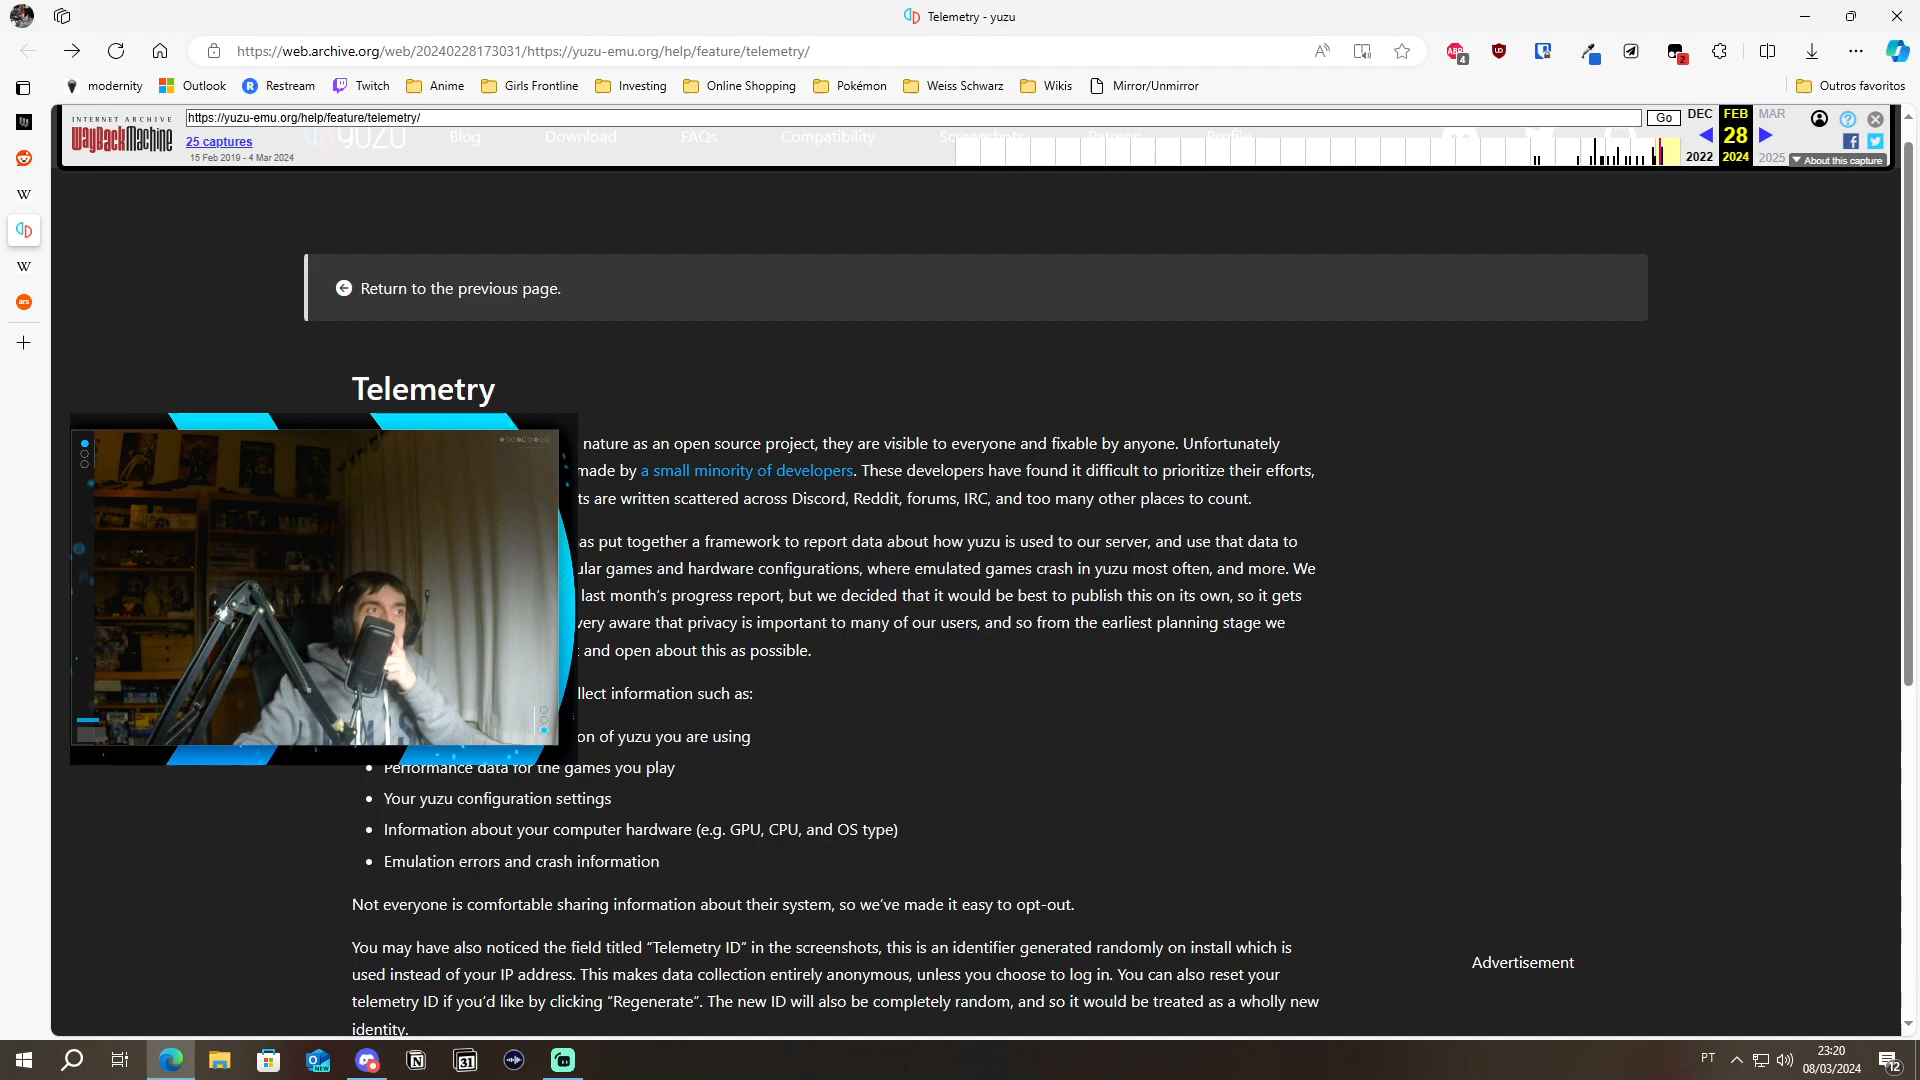 Telemetry - yuzu
https://web.archive.org/web/20240228173031/https://yuzu-emu.org/help/feature/telemetry/
4
2
modernity
Outlook
Restream
Twitch
Anime
Girls Frontline
Investing
Online Shopping
Pokémon
Weiss Schwarz
Wikis
Mirror/Unmirror
Outros favoritos
INTERNET ARCHIVE
WayBackMachine
https://yuzu-emu.org/help/feature/telemetry/
Go
DEC FEB MAR
25 captures
28
15 Feb 2019 - 4 Mar 2024
2022 2024 2025
About this capture
yuzu Blog Download FAQs Compatibility Screenshots Patreon Profile
Return to the previous page.
Telemetry
nature as an open source project, they are visible to everyone and fixable by anyone. Unfortunately
made by a small minority of developers. These developers have found it difficult to prioritize their efforts,
ts are written scattered across Discord, Reddit, forums, IRC, and too many other places to count.
as put together a framework to report data about how yuzu is used to our server, and use that data to
ular games and hardware configurations, where emulated games crash in yuzu most often, and more. We
last month's progress report, but we decided that it would be best to publish this on its own, so it gets
very aware that privacy is important to many of our users, and so from the earliest planning stage we
t and open about this as possible.
llect information such as:
on of yuzu you are using
• Performance data for the games you play
• Your yuzu configuration settings
• Information about your computer hardware (e.g. GPU, CPU, and OS type)
• Emulation errors and crash information
Not everyone is comfortable sharing information about their system, so we've made it easy to opt-out.
You may have also noticed the field titled “Telemetry ID” in the screenshots, this is an identifier generated randomly on install which is
used instead of your IP address. This makes data collection entirely anonymous, unless you choose to log in. You can also reset your
telemetry ID if you'd like by clicking “Regenerate”. The new ID will also be completely random, and so it would be treated as a wholly new
identity.
Advertisement
PT
23:20
08/03/2024
12
31
NEW